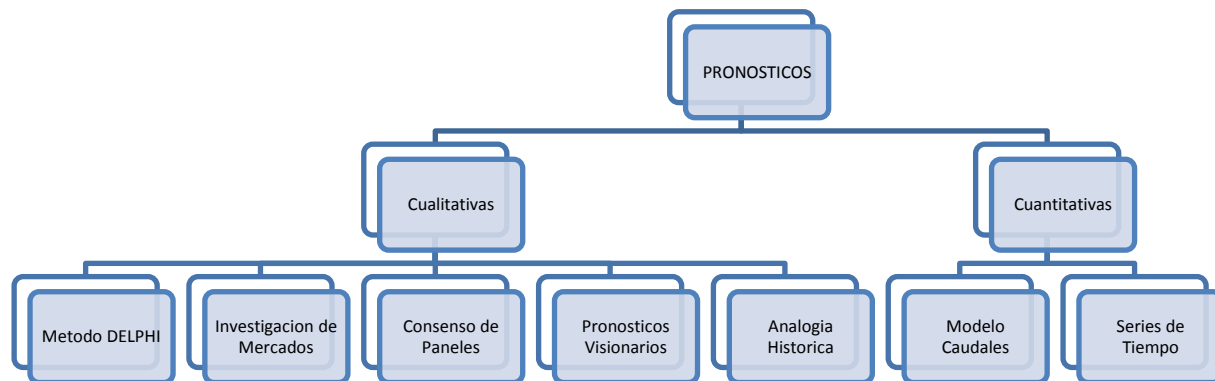 PRONOSTICOS
Cualitativas
Cuantitativas
Metodo DELPHI
Investigacion de
Mercados
Consenso de
Paneles
Pronosticos
Visionarios
Analogia
Historica
Modelo
Caudales
Series de
Tiempo